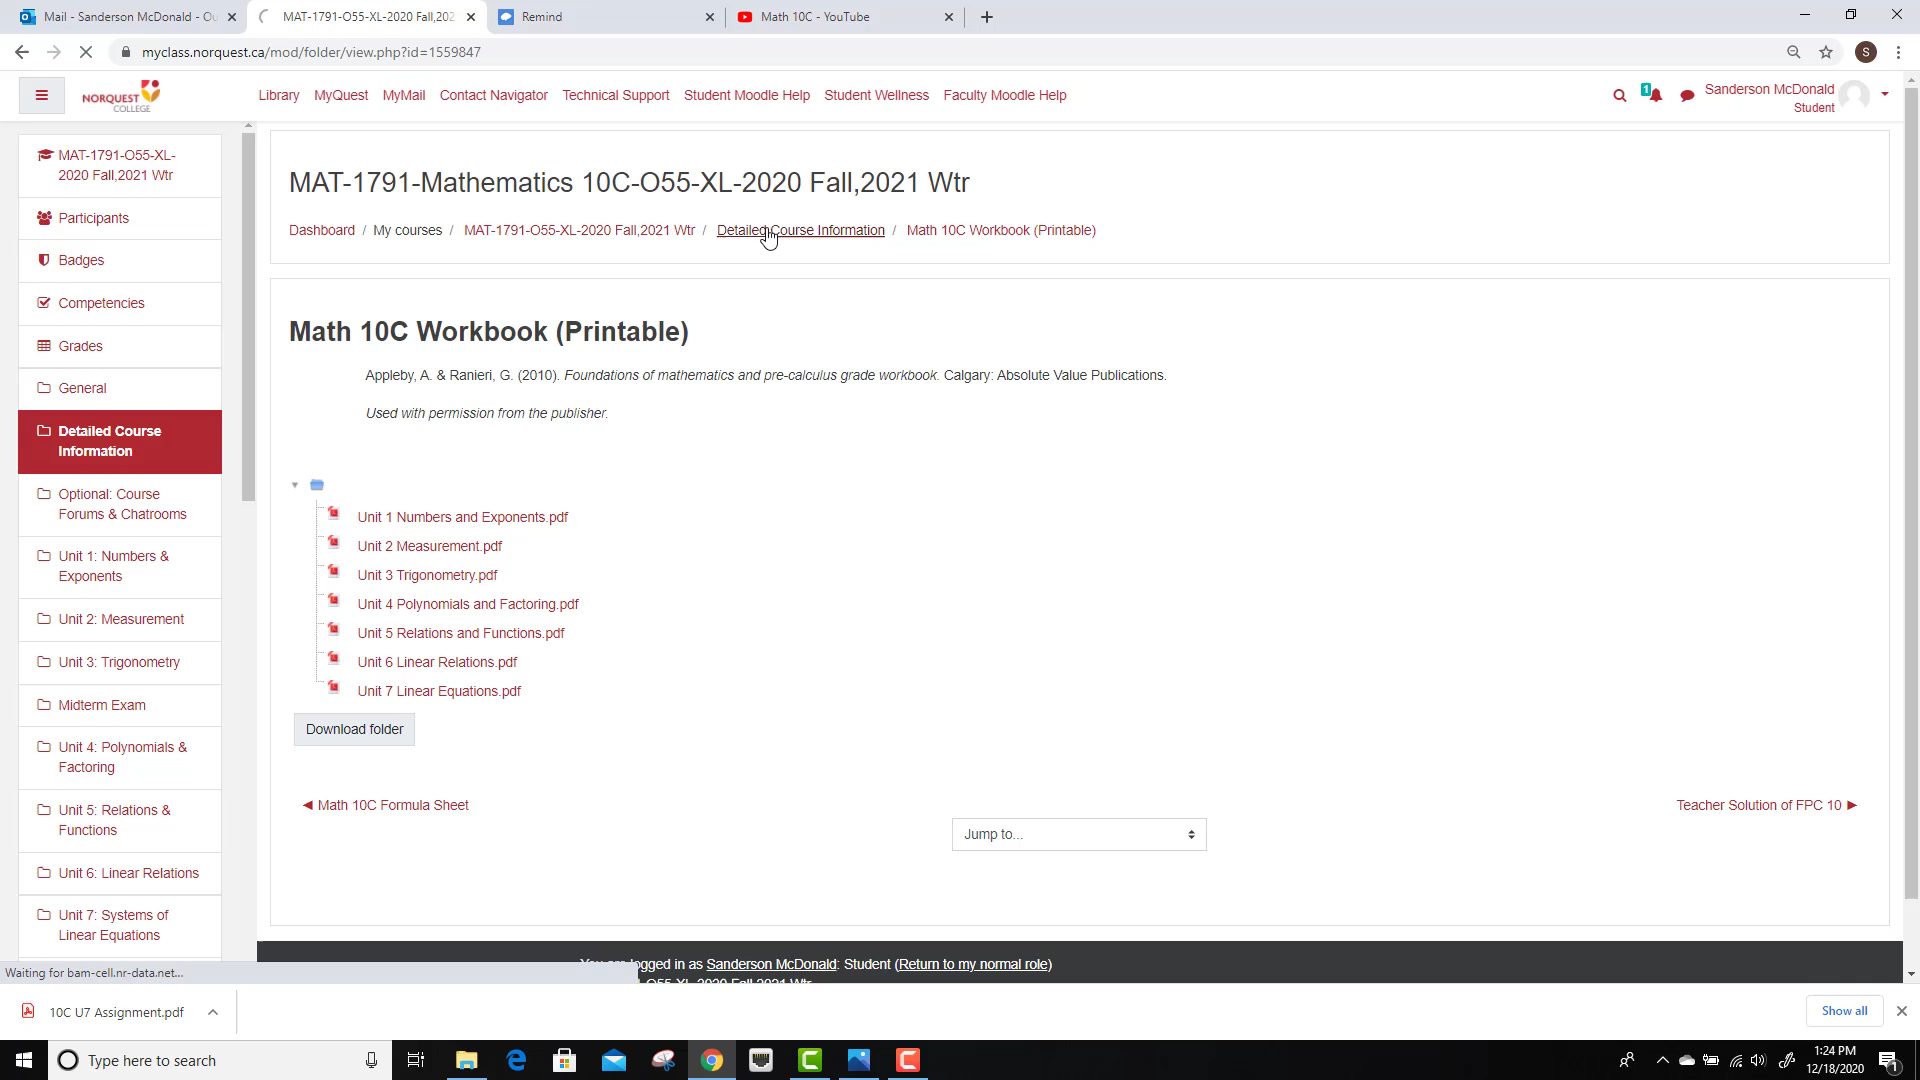 Mail - Sanderson McDonald - Ou
MAT-1791-O55-XL-2020 Fall,202
Remind
Math 10C - YouTube
myclass.norquest.ca/mod/folder/view.php?id=1559847
S
NORQUEST
COLLEGE
Library
MyQuest
MyMail
Contact Navigator
Technical Support
Student Moodle Help
Student Wellness
Faculty Moodle Help
1
Sanderson McDonald
Student
MAT-1791-O55-XL-
2020 Fall,2021 Wtr
Participants
Badges
Competencies
Grades
General
Detailed Course
Information
Optional: Course
Forums & Chatrooms
Unit 1: Numbers &
Exponents
Unit 2: Measurement
Unit 3: Trigonometry
Midterm Exam
Unit 4: Polynomials &
Factoring
Unit 5: Relations &
Functions
Unit 6: Linear Relations
Unit 7: Systems of
Linear Equations
MAT-1791-Mathematics 10C-O55-XL-2020 Fall,2021 Wtr
Dashboard / My courses / MAT-1791-O55-XL-2020 Fall,2021 Wtr / Detailed Course Information / Math 10C Workbook (Printable)
Math 10C Workbook (Printable)
Appleby, A. & Ranieri, G. (2010). Foundations of mathematics and pre-calculus grade workbook. Calgary: Absolute Value Publications.
Used with permission from the publisher.
Unit 1 Numbers and Exponents.pdf
Unit 2 Measurement.pdf
Unit 3 Trigonometry.pdf
Unit 4 Polynomials and Factoring.pdf
Unit 5 Relations and Functions.pdf
Unit 6 Linear Relations.pdf
Unit 7 Linear Equations.pdf
Download folder
◄ Math 10C Formula Sheet
Teacher Solution of FPC 10 ►
Jump to...
logged in as Sanderson McDonald: Student (Return to my normal role)
Waiting for bam-cell.nr-data.net...
10C U7 Assignment.pdf
Show all
Type here to search
1:24 PM
12/18/2020
1